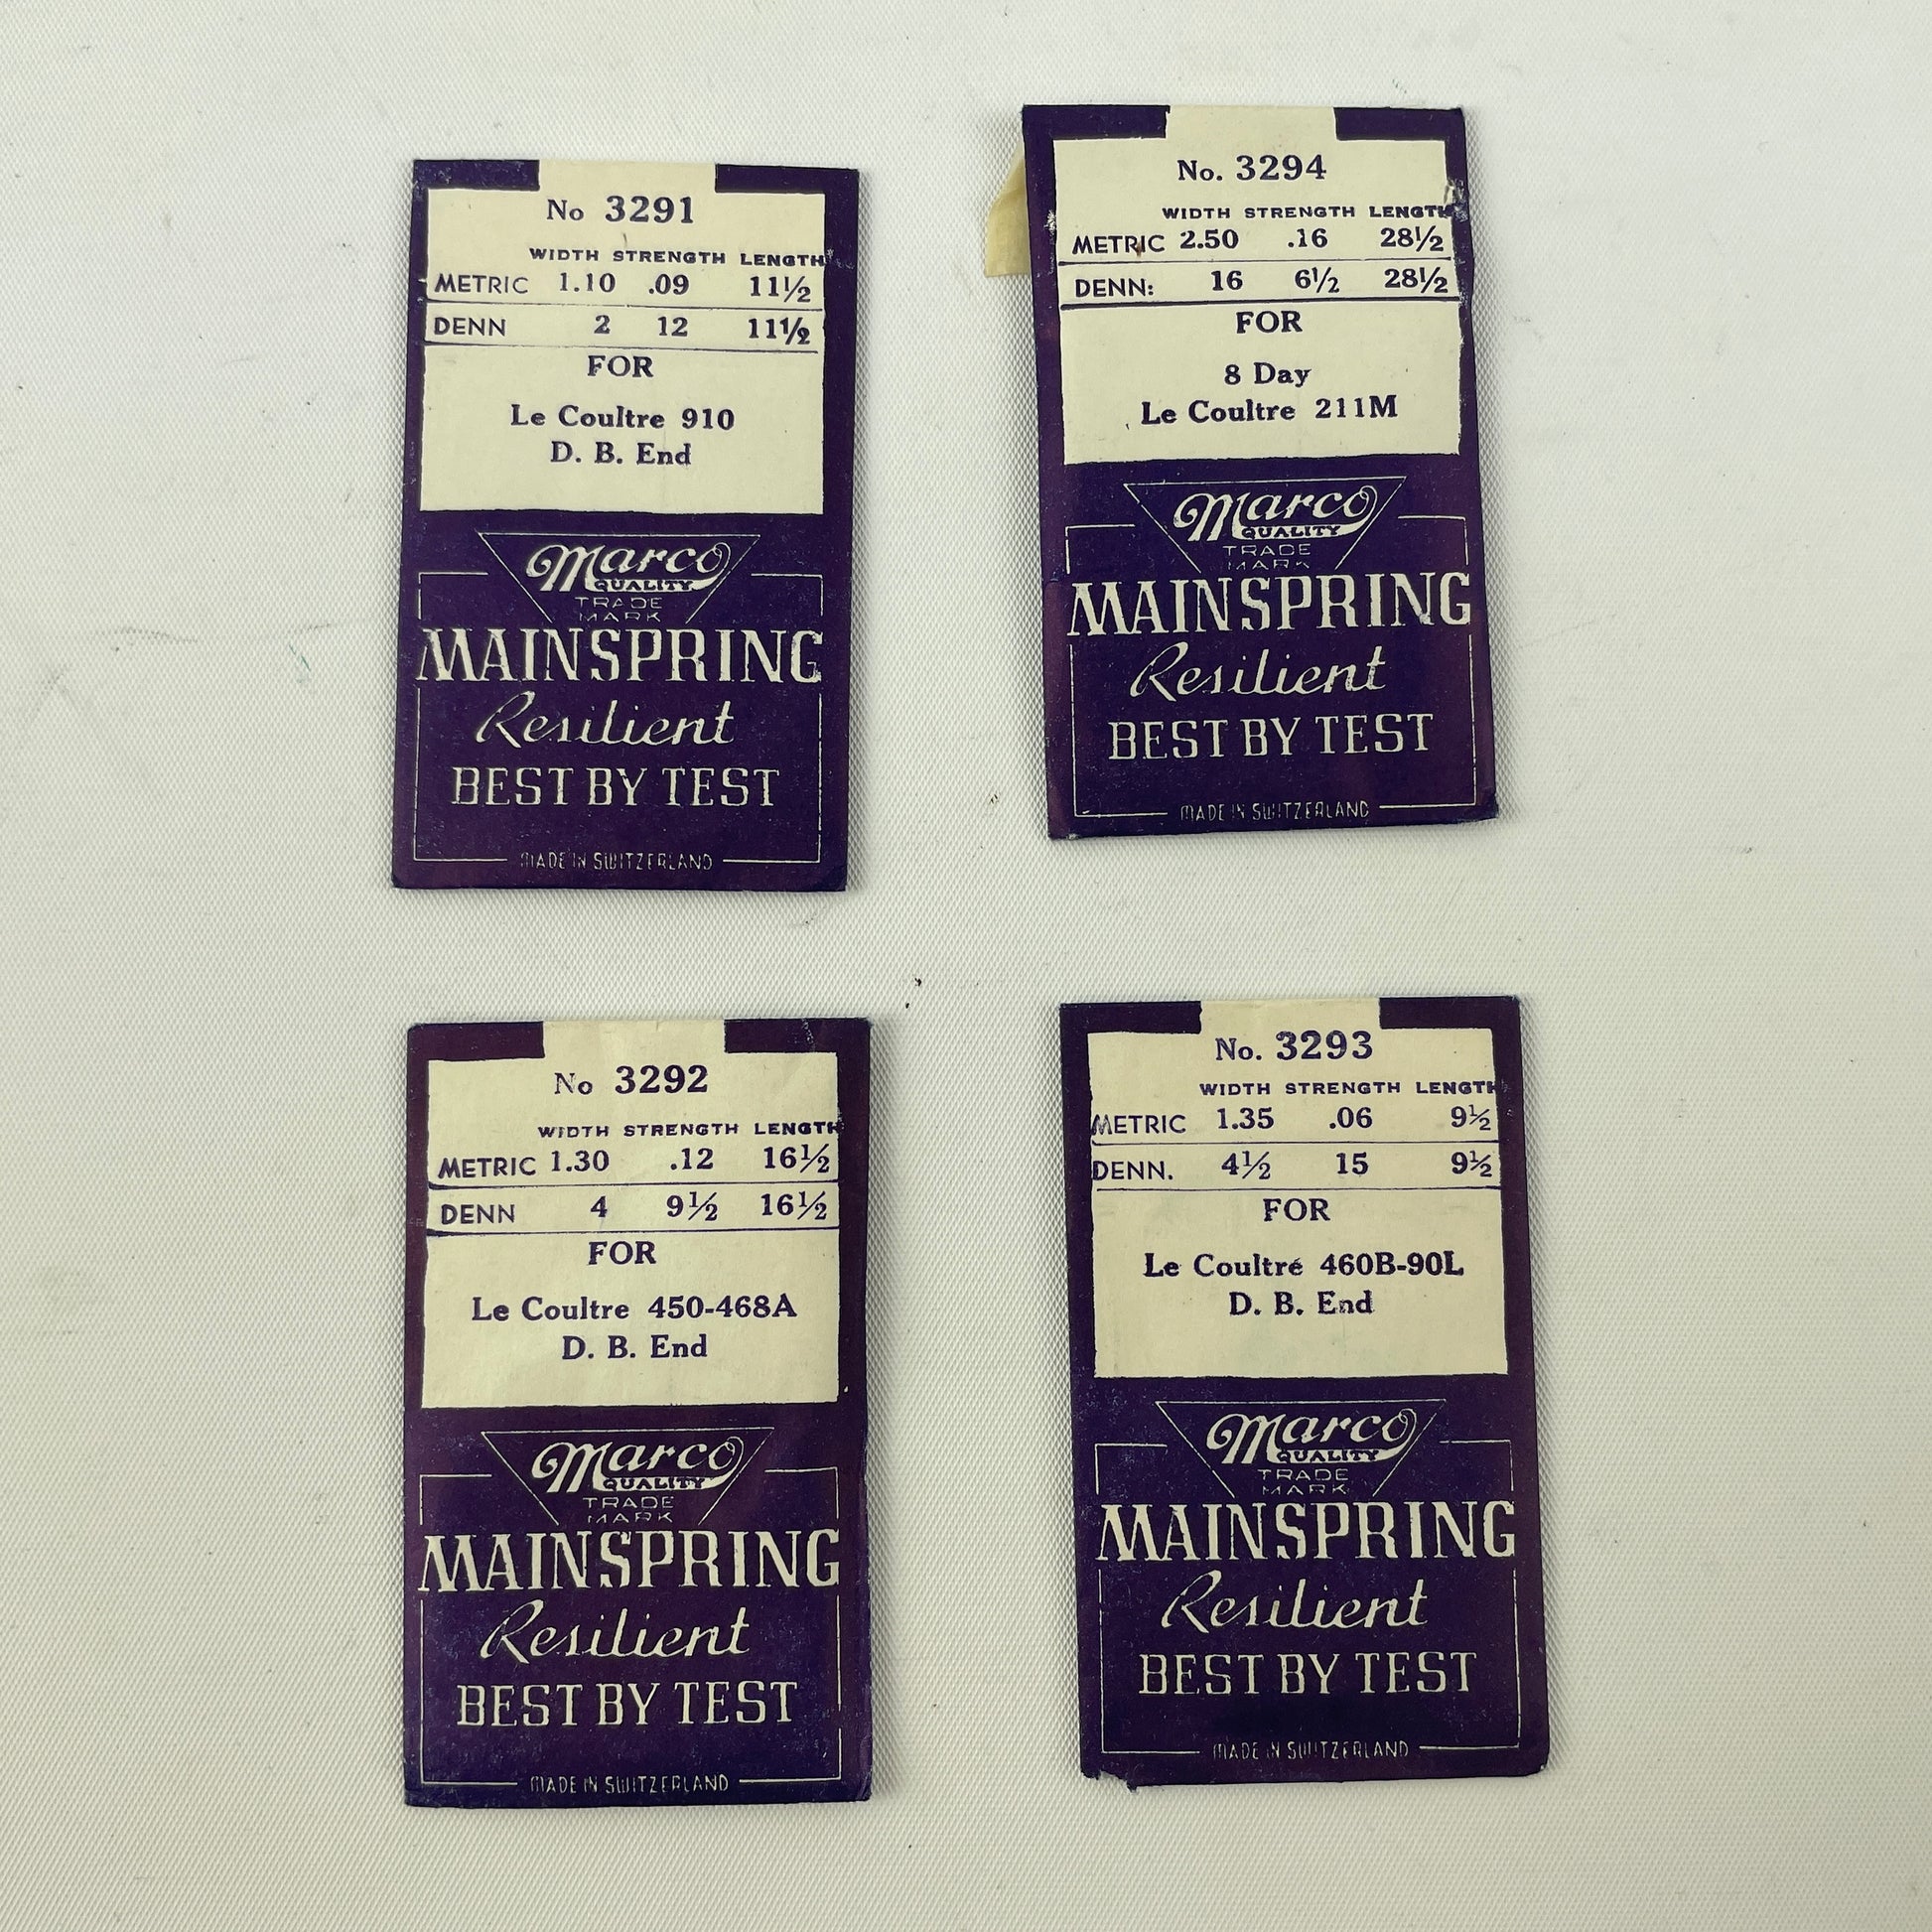 No 3291
WIDTH STRENGTH LENGTH
METRIC 1.10 .09 11½
DENN 2 12 11½
FOR
Le Coultre 910
D. B. End
Marco
QUALITY
TRADE
MARK
MAINSPRING
Resilient
BEST BY TEST
MADE IN SWITZERLAND
No. 3294
WIDTH STRENGTH LENGTH
METRIC 2.50 .16 28½
DENN: 16 6½ 28½
FOR
8 Day
Le Coultre 211M
Marco
QUALITY
TRADE
MARK
MAINSPRING
Resilient
BEST BY TEST
MADE IN SWITZERLAND
No 3292
WIDTH STRENGTH LENGTH
METRIC 1.30 .12 16½
DENN 4 9½ 16½
FOR
Le Coultre 450-468A
D. B. End
Marco
QUALITY
TRADE
MARK
MAINSPRING
Resilient
BEST BY TEST
MADE IN SWITZERLAND
No. 3293
WIDTH STRENGTH LENGTH
METRIC 1.35 .06 9½
DENN. 4½ 15 9½
FOR
Le Coultré 460B-90L
D. B. End
Marco
QUALITY
TRADE
MARK
MAINSPRING
Resilient
BEST BY TEST
MADE IN SWITZERLAND